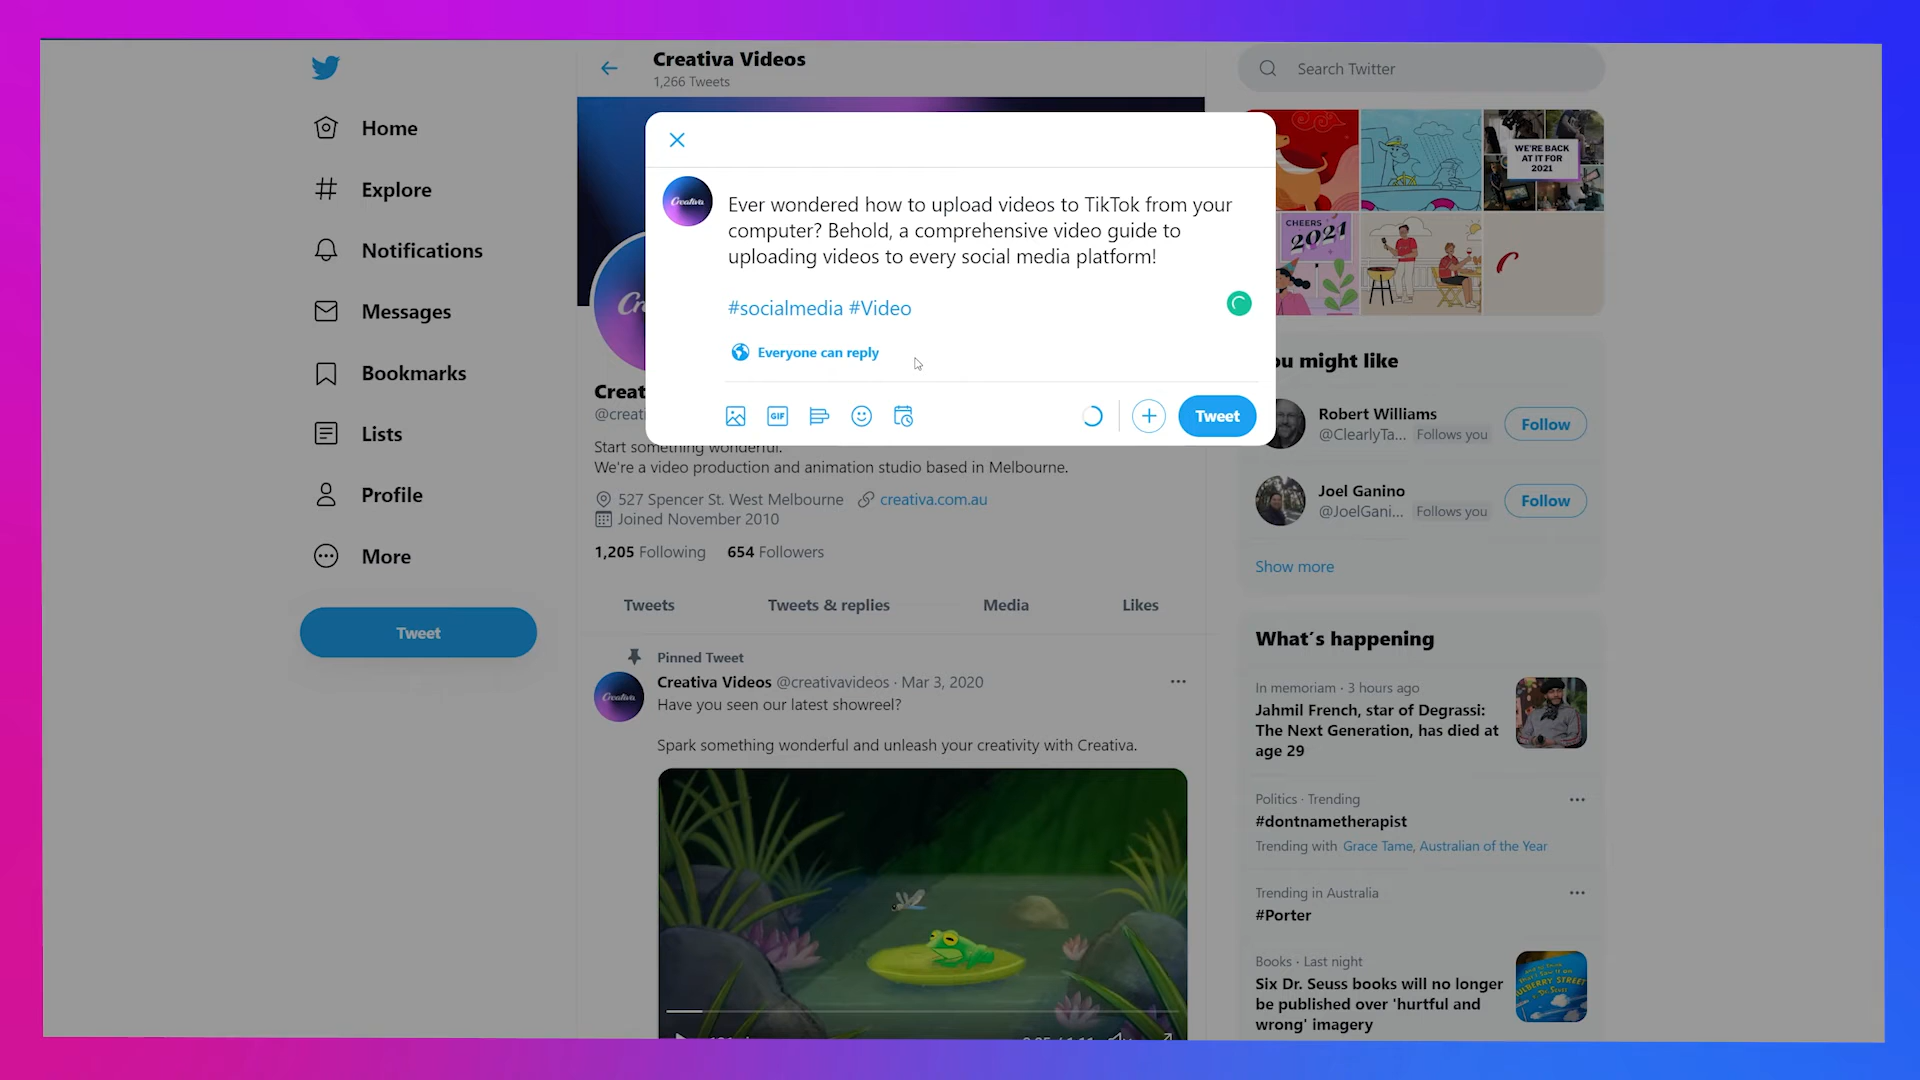 Creativa Videos
1,266 Tweets
Search Twitter
Home
Explore
Notifications
Messages
Bookmarks
Lists
Profile
More
Tweet
Creativa
Ever wondered how to upload videos to TikTok from your
computer? Behold, a comprehensive video guide to
uploading videos to every social media platform!
#socialmedia #Video
Everyone can reply
GIF
Tweet
WE'RE BACK
AT IT FOR
2021
CHEERS
2021
Start something wonderful.
We're a video production and animation studio based in Melbourne.
527 Spencer St. West Melbourne creativa.com.au
Joined November 2010
1,205 Following 654 Followers
Tweets Tweets & replies Media Likes
Pinned Tweet
Creativa Videos @creativavideos · Mar 3, 2020
Creativa
Have you seen our latest showreel?
Spark something wonderful and unleash your creativity with Creativa.
might like
Robert Williams
@ClearlyTa... Follows you
Follow
Joel Ganino
@JoelGani... Follows you
Follow
Show more
What's happening
In memoriam · 3 hours ago
Jahmil French, star of Degrassi:
The Next Generation, has died at
age 29
Politics · Trending
#dontnametherapist
Trending with Grace Tame, Australian of the Year
Trending in Australia
#Porter
Books · Last night
Six Dr. Seuss books will no longer
be published over 'hurtful and
wrong' imagery